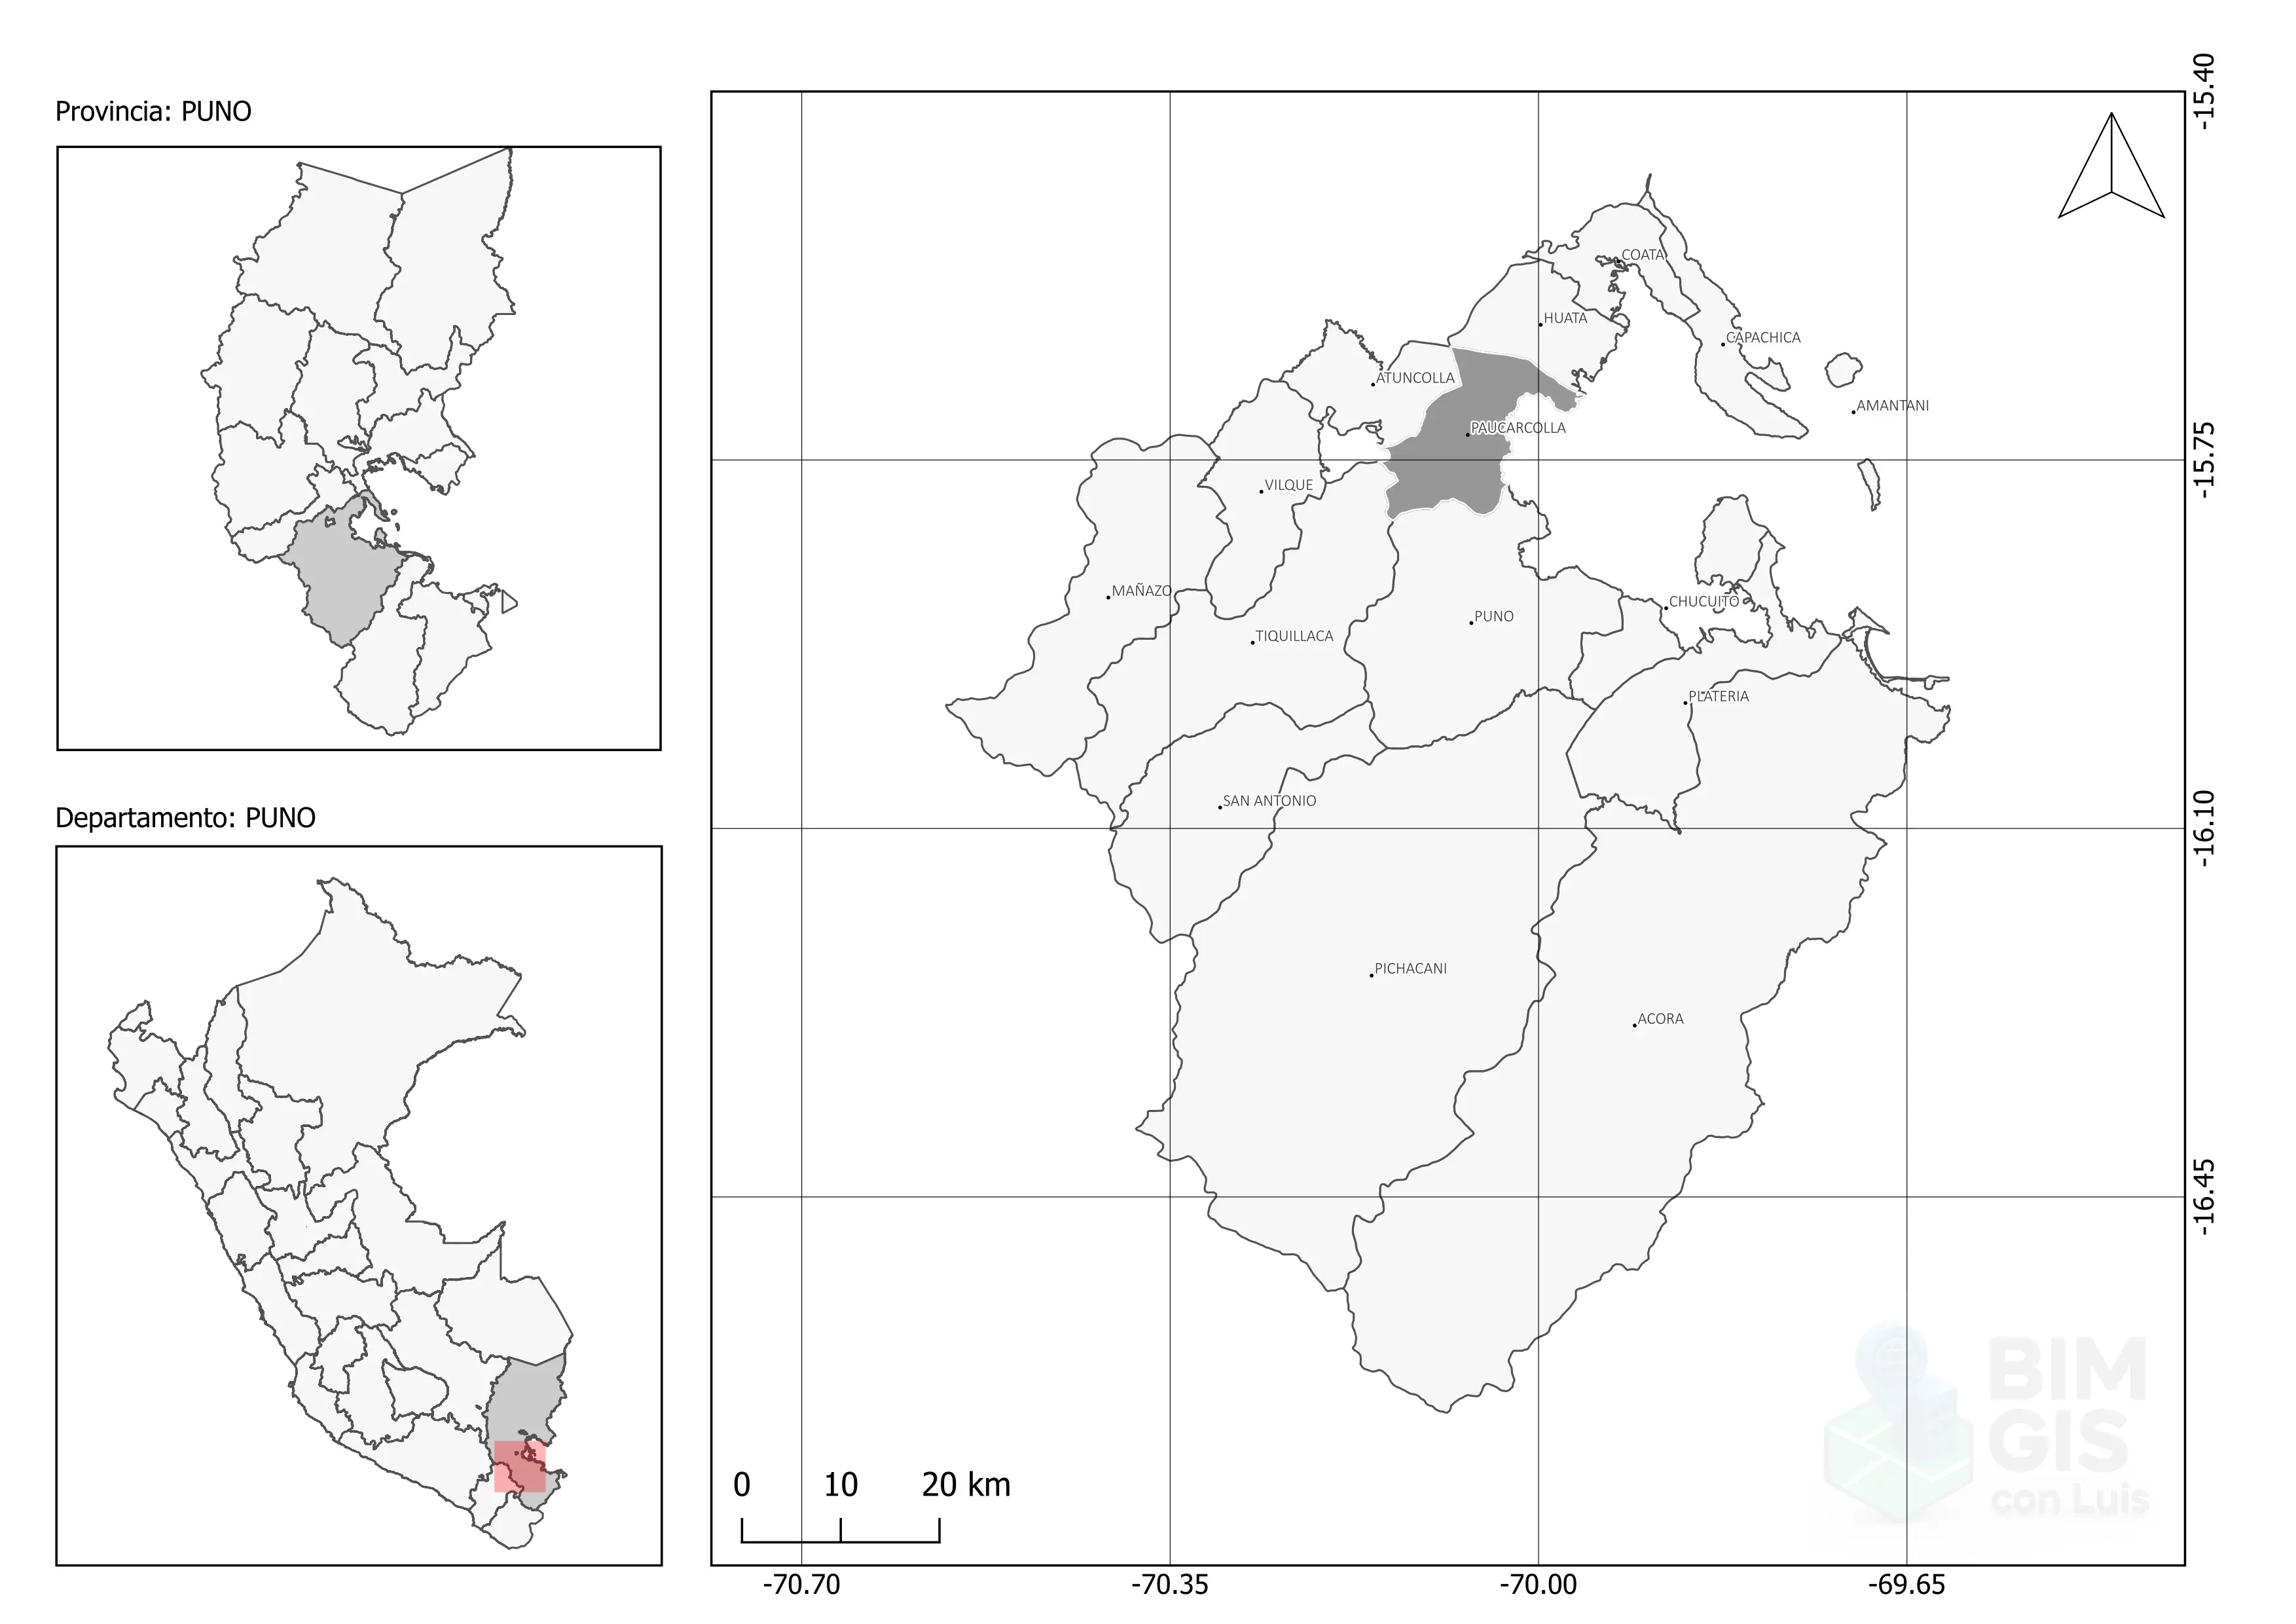 Provincia: PUNO
Departamento: PUNO
-15.40
COATA
HUATA
CAPACHICA
ATUNCOLLA
AMANTANI
PAUCARCOLLA
-15.75
VILQUE
MAÑAZO
CHUCUITO
PUNO
TIQUILLACA
PLATERIA
SAN ANTONIO
-16.10
PICHACANI
ACORA
-16.45
BIM
GIS
con Luis
0 10 20 km
-70.70 -70.35 -70.00 -69.65